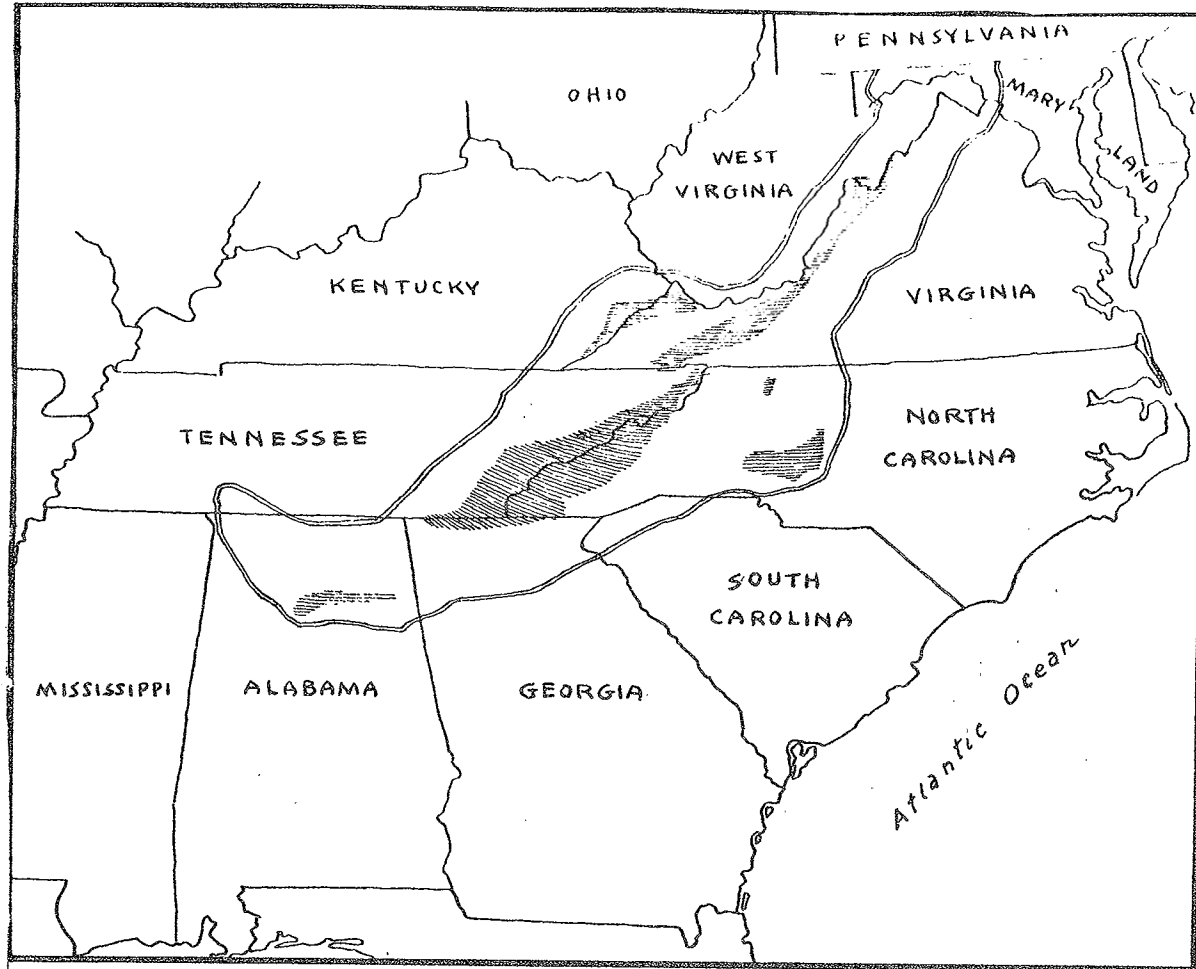 PENNSYLVANIA
OHIO
MARY
LAND
WEST
VIRGINIA
KENTUCKY
VIRGINIA
TENNESSEE
NORTH
CAROLINA
SOUTH
CAROLINA
MISSISSIPPI
ALABAMA
GEORGIA
Atlantic Ocean